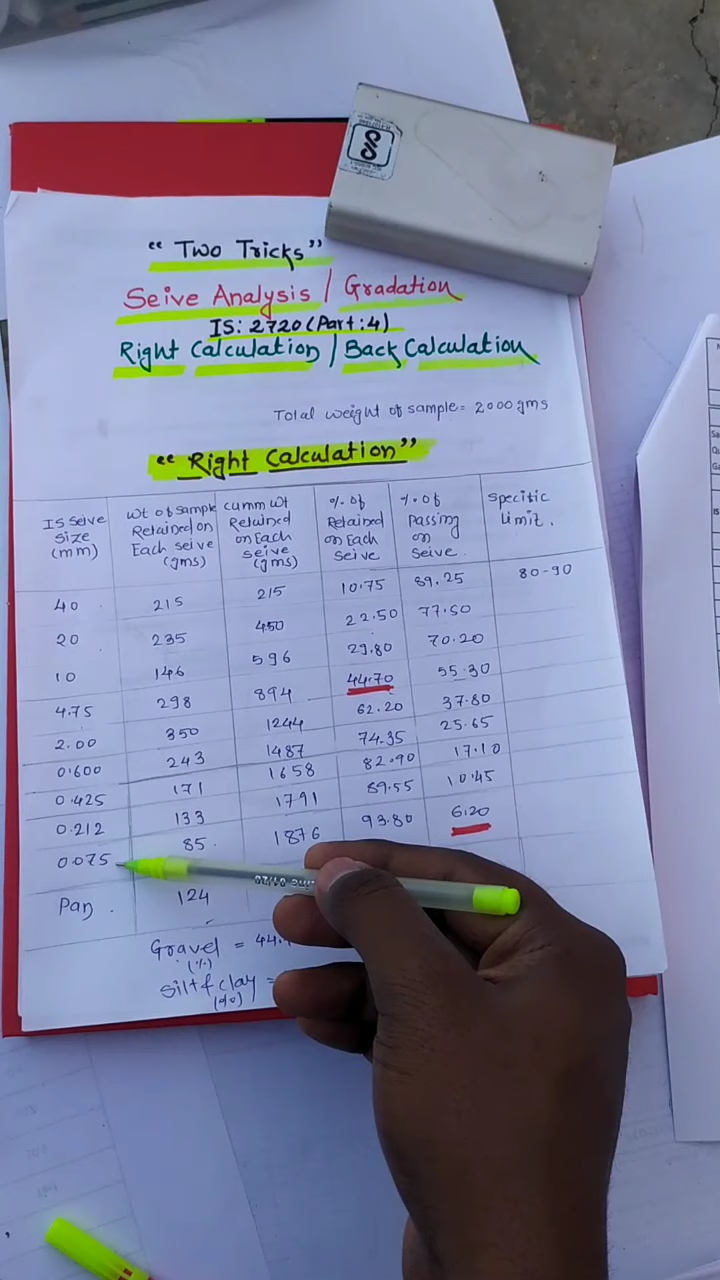 “Two Tricks”
Seive Analysis / Gradation
IS: 2720 (Part:4)
Right Calculation / Back Calculation
Total weight of sample = 2000 gms
“Right Calculation”
IS Seive Size (mm)
Wt of sample Retained on Each seive (gms)
cumm wt Retained on Each seive (gms)
% Of Retained on Each Seive
% Of Passing on Seive.
Specific Limit.
40 215 215 10.75 89.25 80-90
20 235 450 22.50 77.50
10 146 596 29.80 70.20
4.75 298 894 44.70 55.30
2.00 350 1244 62.20 37.80
0.600 243 1487 74.35 25.65
0.425 171 1658 82.90 17.10
0.212 133 1791 89.55 10.45
0.075 85. 1876 93.80 6.20
Pan . 124
Gravel = 44.
(%)
Silt & clay =
(%)